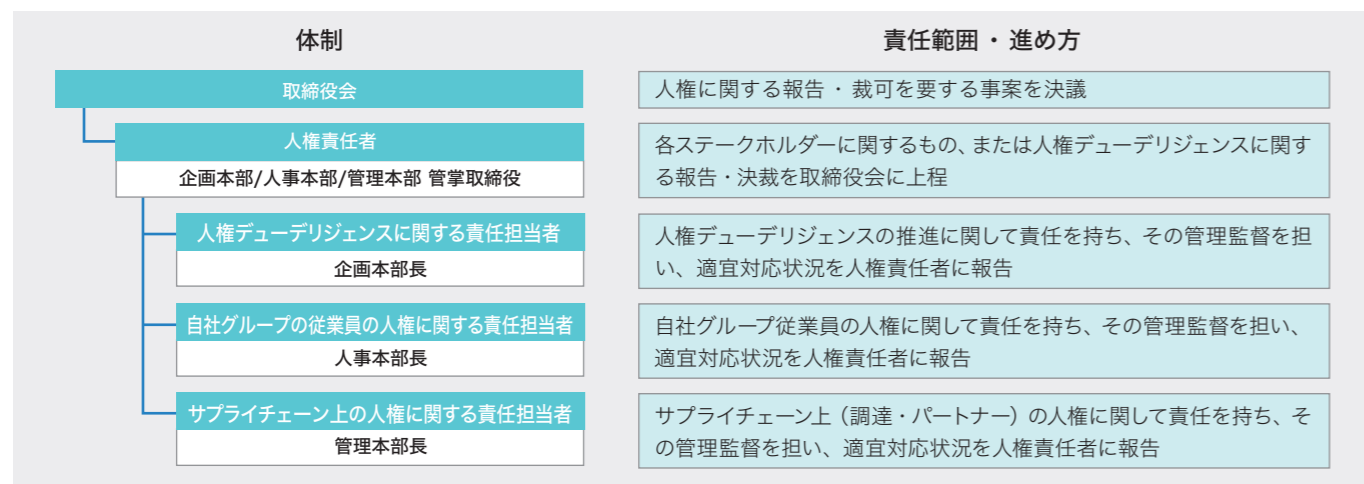 体制
責任範囲・進め方
取締役会
人権に関する報告・裁可を要する事案を決議
人権責任者
企画本部/人事本部/管理本部 管掌取締役
各ステークホルダーに関するもの、または人権デューデリジェンスに関す
る報告・決裁を取締役会に上程
人権デューデリジェンスに関する責任担当者
企画本部長
人権デューデリジェンスの推進に関して責任を持ち、その管理監督を担
い、適宜対応状況を人権責任者に報告
自社グループの従業員の人権に関する責任担当者
人事本部長
自社グループ従業員の人権に関して責任を持ち、その管理監督を担い、
適宜対応状況を人権責任者に報告
サプライチェーン上の人権に関する責任担当者
管理本部長
サプライチェーン上（調達・パートナー）の人権に関して責任を持ち、そ
の管理監督を担い、適宜対応状況を人権責任者に報告